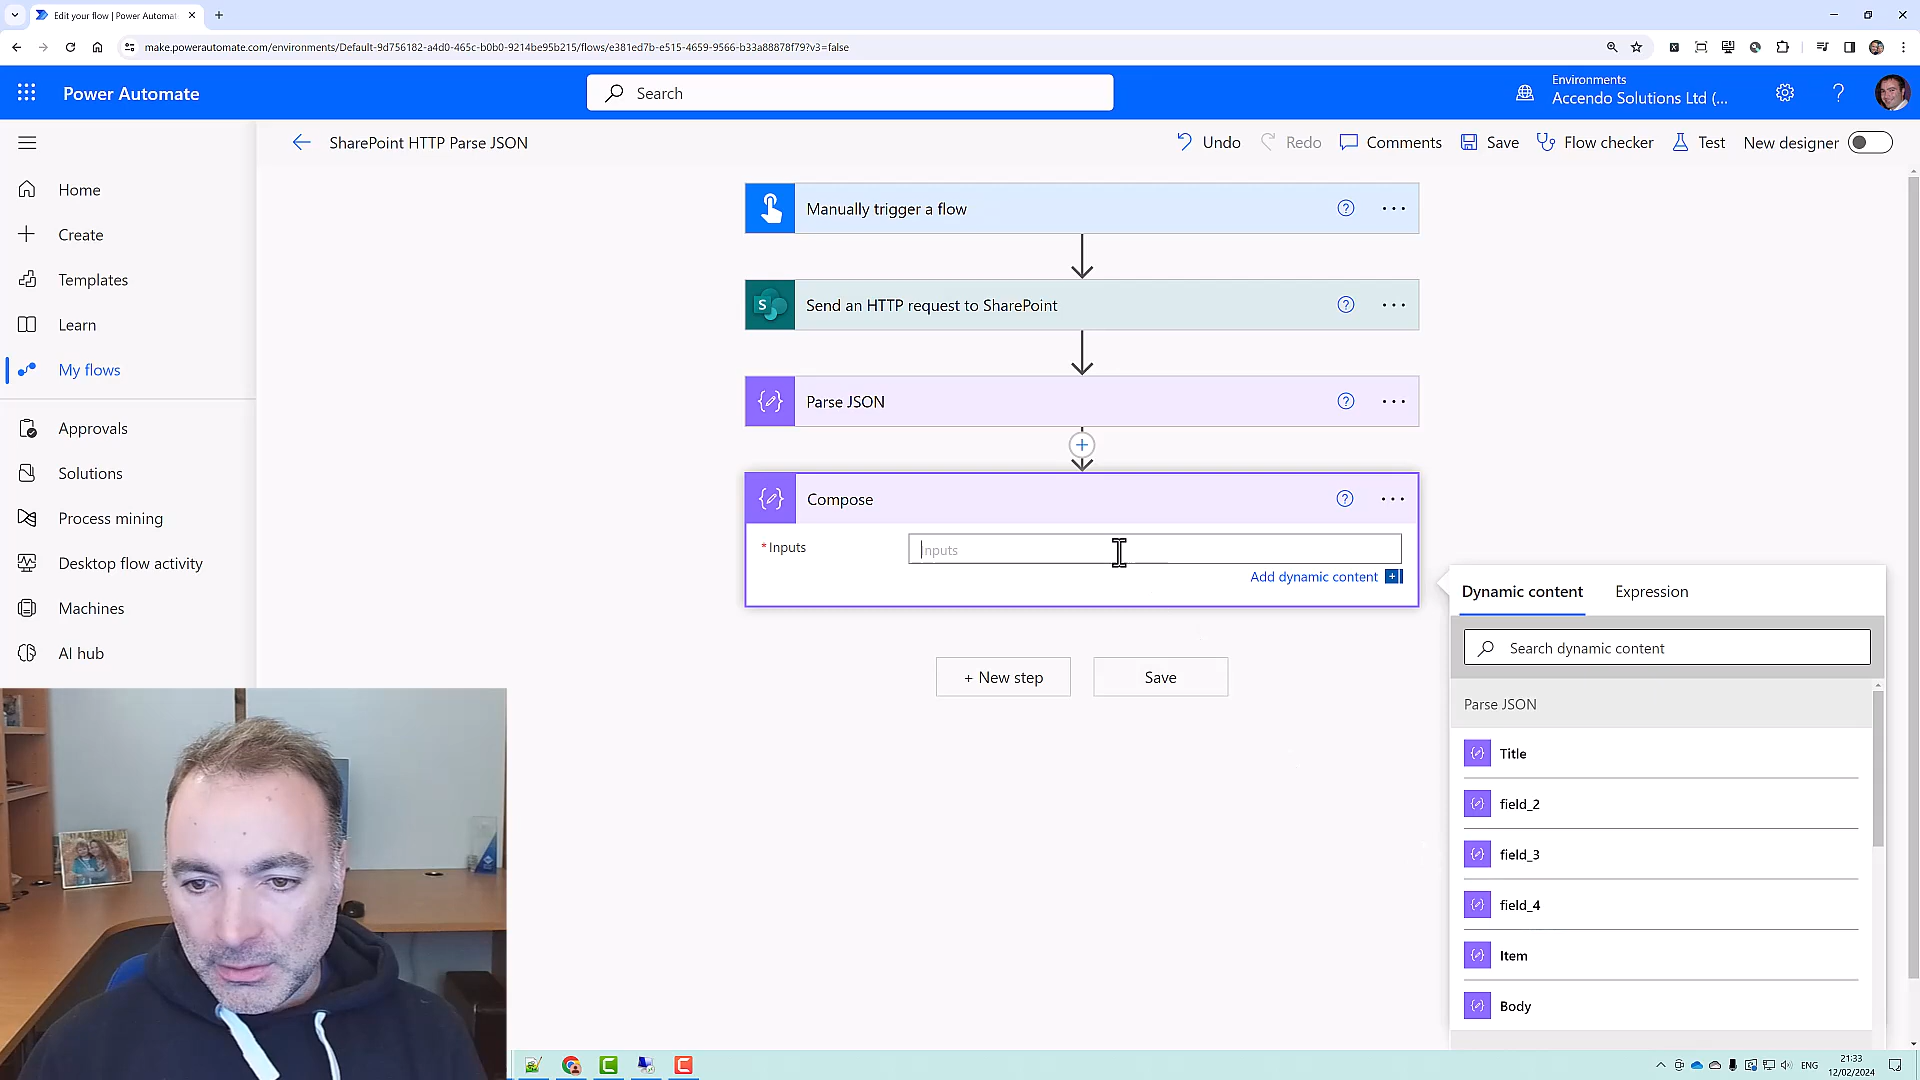 Edit your flow | Power Automat
make.powerautomate.com/environments/Default-9d756182-a4d0-465c-b0b0-9214be95b215/flows/e381ed7b-e515-4659-9566-b33a88878f79?v3=false
Power Automate
Search
Environments
Accendo Solutions Ltd (...
SharePoint HTTP Parse JSON
Undo
Redo
Comments
Save
Flow checker
Test
New designer
Home
Create
Templates
Learn
My flows
Approvals
Solutions
Process mining
Desktop flow activity
Machines
AI hub
Manually trigger a flow
Send an HTTP request to SharePoint
Parse JSON
Compose
* Inputs
Inputs
Add dynamic content
+ New step
Save
Dynamic content
Expression
Search dynamic content
Parse JSON
Title
field_2
field_3
field_4
Item
Body
ENG
21:33
12/02/2024